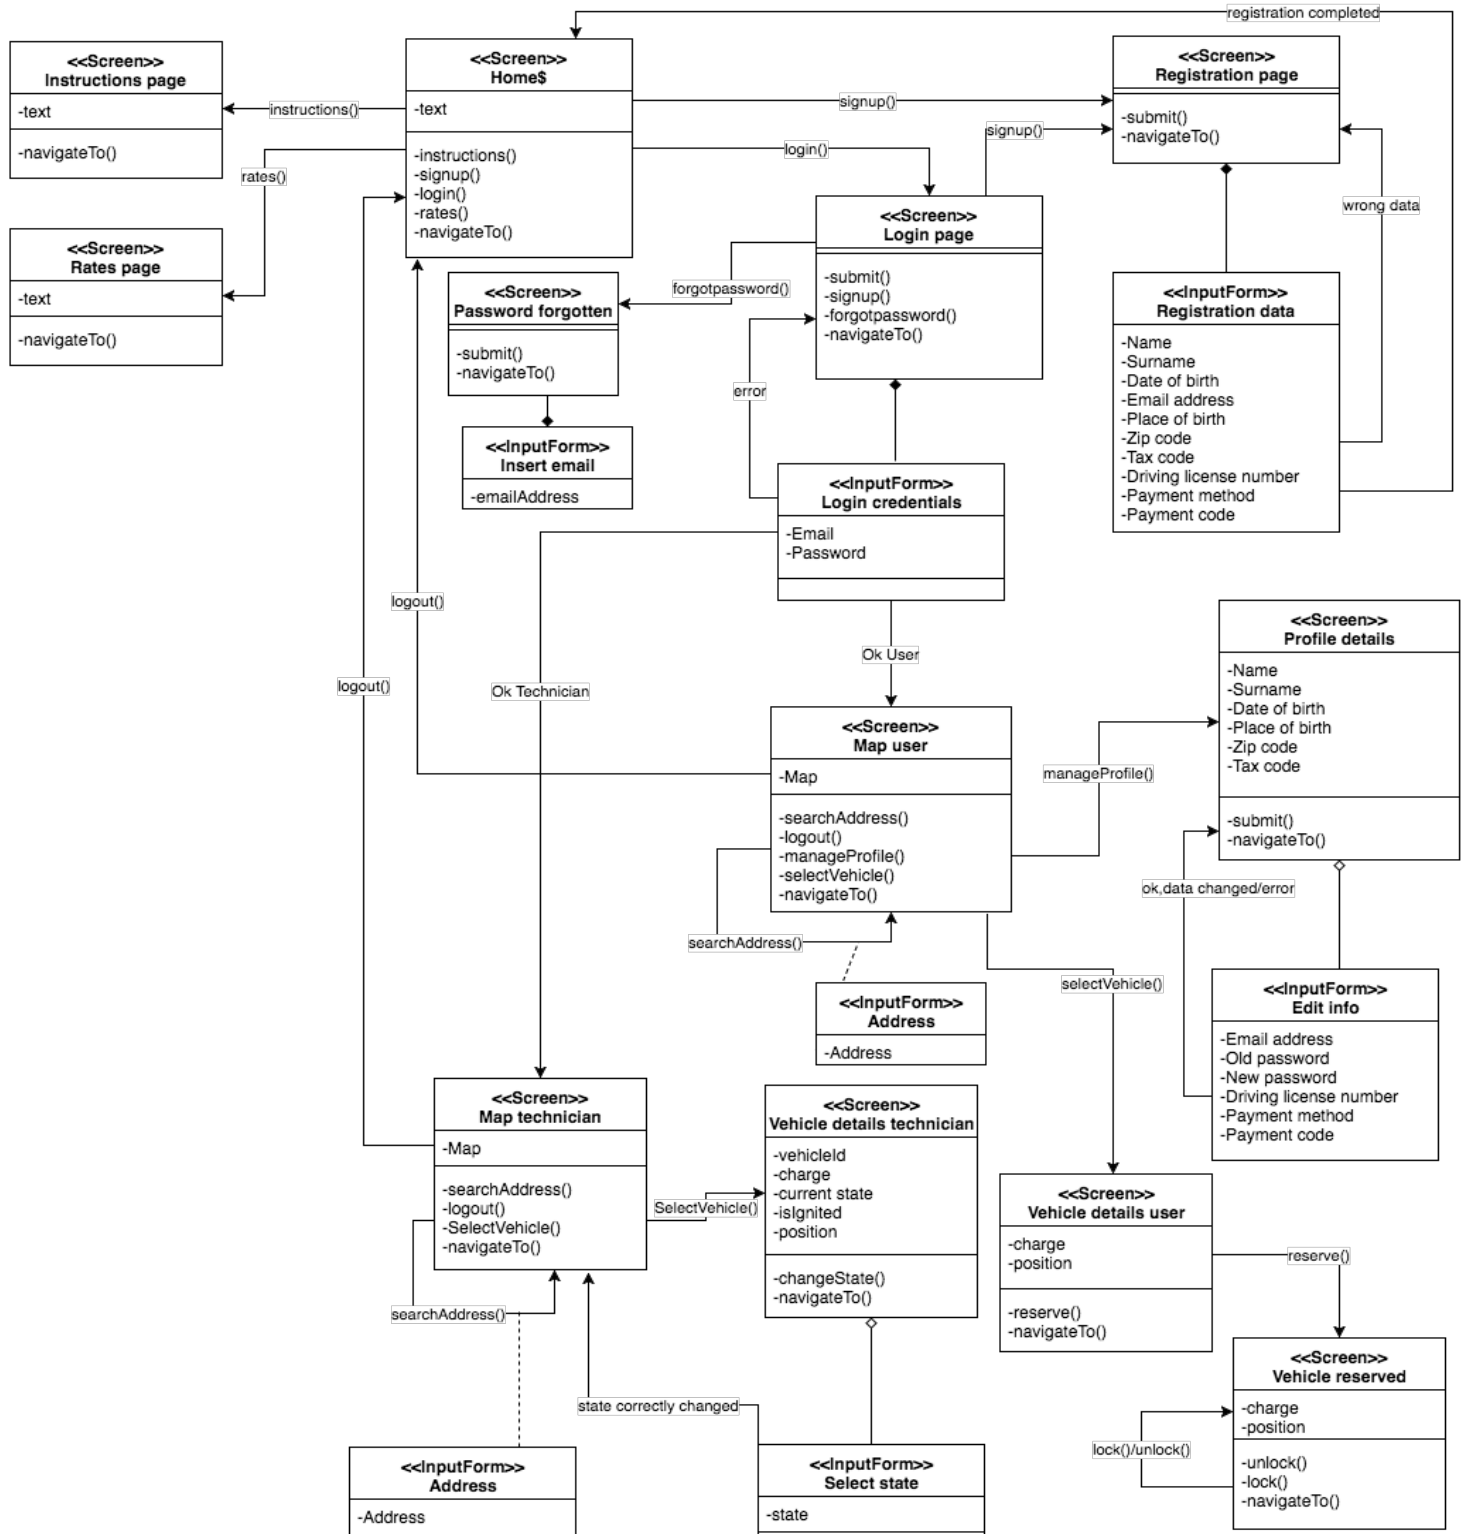 registration completed
<<Screen>>
Instructions page
-text
-navigateTo()
instructions()
<<Screen>>
Home$
-text
-instructions()
-signup()
-login()
-rates()
-navigateTo()
signup()
<<Screen>>
Registration page
-submit()
-navigateTo()
signup()
login()
rates()
wrong data
<<Screen>>
Rates page
-text
-navigateTo()
<<Screen>>
Login page
-submit()
-signup()
-forgotpassword()
-navigateTo()
forgotpassword()
<<Screen>>
Password forgotten
-submit()
-navigateTo()
error
<<InputForm>>
Registration data
-Name
-Surname
-Date of birth
-Email address
-Place of birth
-Zip code
-Tax code
-Driving license number
-Payment method
-Payment code
<<InputForm>>
Insert email
-emailAddress
<<InputForm>>
Login credentials
-Email
-Password
logout()
logout()
Ok Technician
Ok User
<<Screen>>
Profile details
-Name
-Surname
-Date of birth
-Place of birth
-Zip code
-Tax code
-submit()
-navigateTo()
<<Screen>>
Map user
-Map
-searchAddress()
-logout()
-manageProfile()
-selectVehicle()
-navigateTo()
manageProfile()
ok,data changed/error
searchAddress()
selectVehicle()
<<InputForm>>
Address
-Address
<<InputForm>>
Edit info
-Email address
-Old password
-New password
-Driving license number
-Payment method
-Payment code
<<Screen>>
Map technician
-Map
-searchAddress()
-logout()
-SelectVehicle()
-navigateTo()
SelectVehicle()
<<Screen>>
Vehicle details technician
-vehicleId
-charge
-current state
-isIgnited
-position
-changeState()
-navigateTo()
<<Screen>>
Vehicle details user
-charge
-position
-reserve()
-navigateTo()
reserve()
searchAddress()
state correctly changed
<<Screen>>
Vehicle reserved
-charge
-position
-unlock()
-lock()
-navigateTo()
lock()/unlock()
<<InputForm>>
Address
-Address
<<InputForm>>
Select state
-state